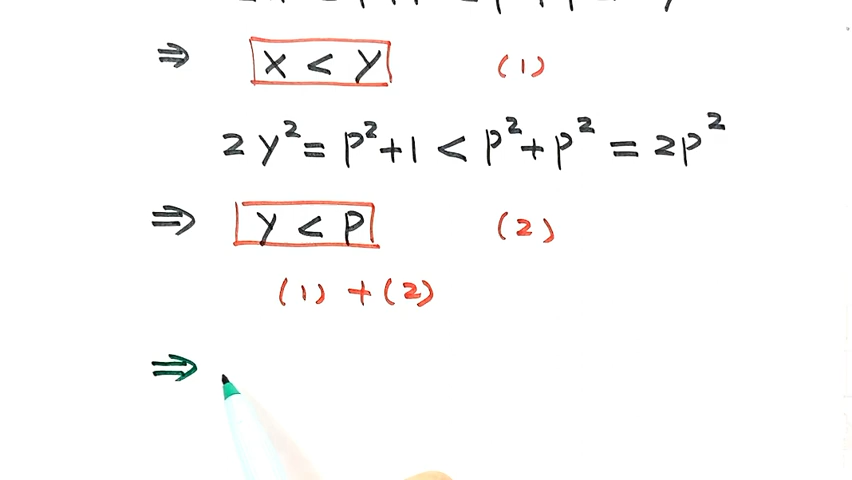 ⇒ x < y (1)
2y² = p²+1 < p²+p² = 2p²
⇒ y < p (2)
(1) + (2)
⇒